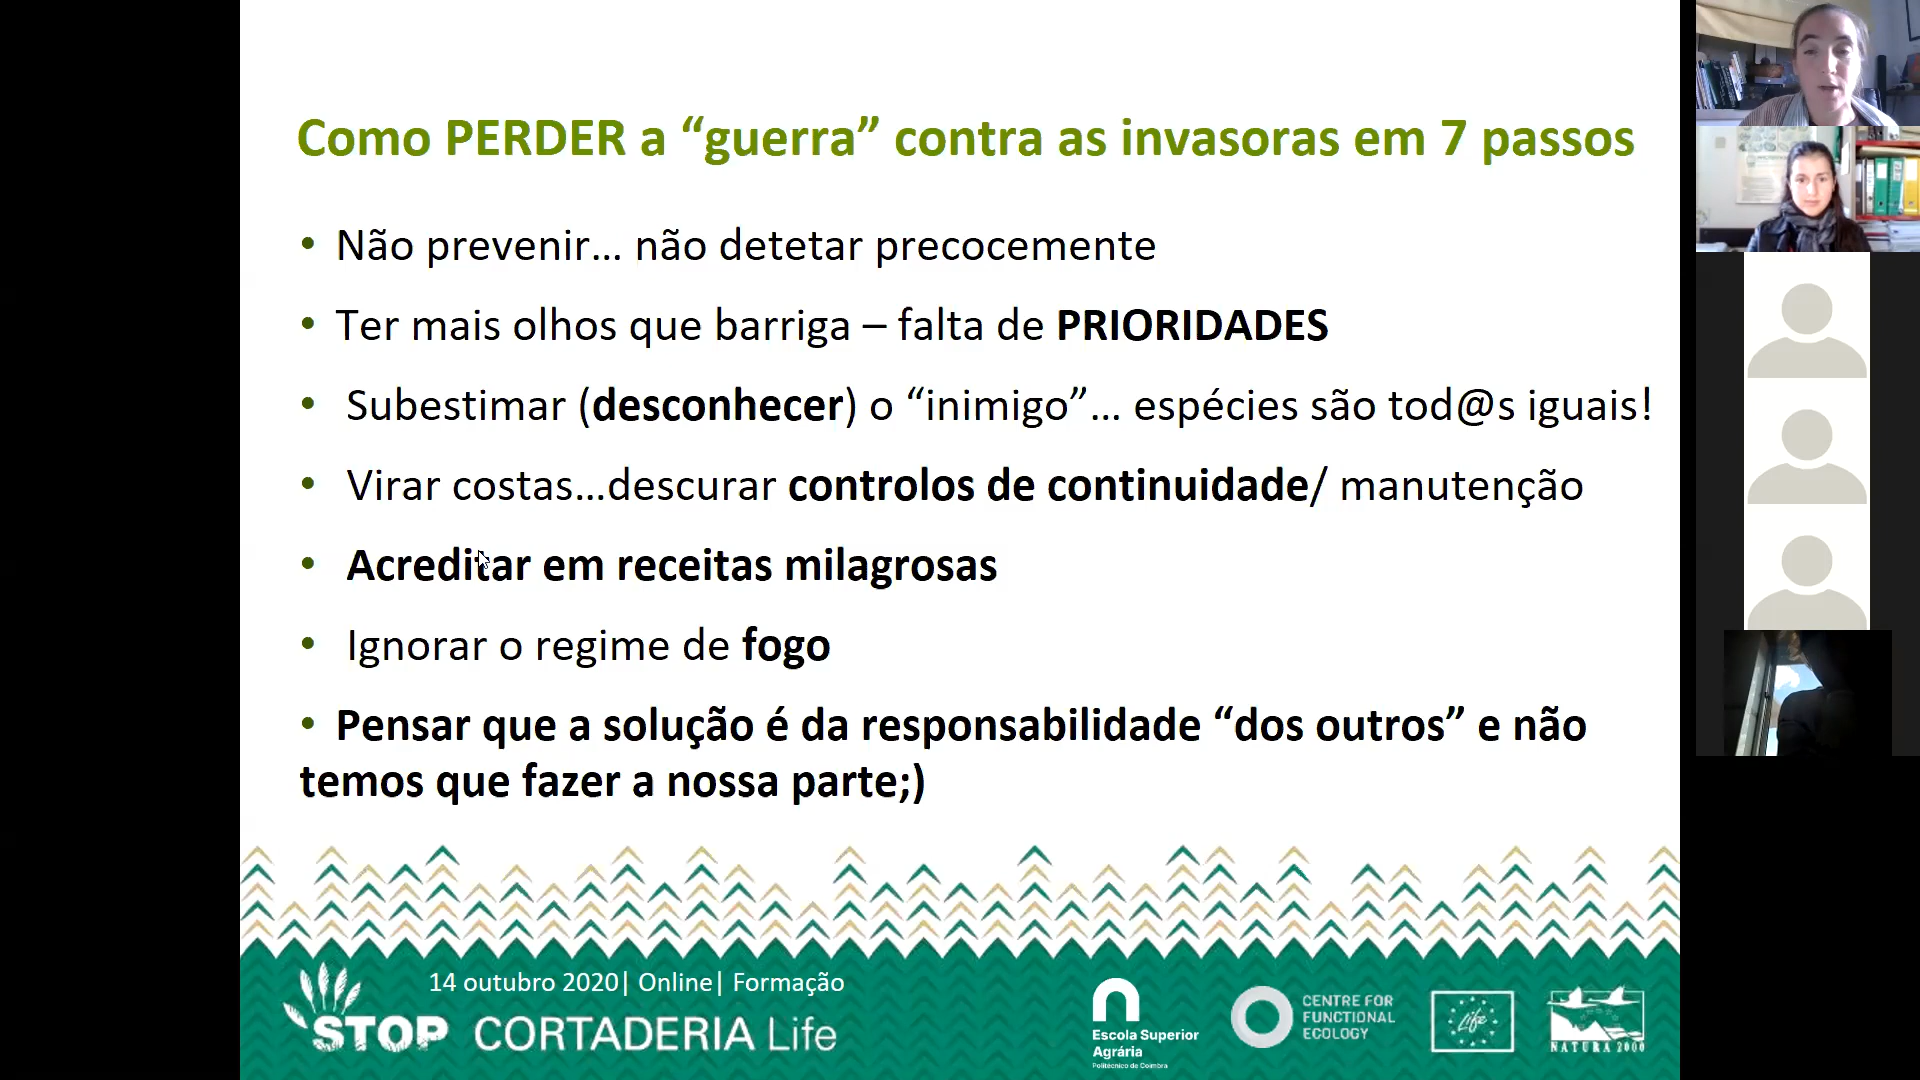 Como PERDER a “guerra” contra as invasoras em 7 passos
• Não prevenir... não detetar precocemente
• Ter mais olhos que barriga – falta de PRIORIDADES
• Subestimar (desconhecer) o “inimigo”... espécies são tod@s iguais!
• Virar costas...descurar controlos de continuidade/ manutenção
• Acreditar em receitas milagrosas
• Ignorar o regime de fogo
• Pensar que a solução é da responsabilidade “dos outros” e não
temos que fazer a nossa parte;)
14 outubro 2020| Online| Formação
STOP CORTADERIA Life
Escola Superior
Agrária
Politécnico de Coimbra
CENTRE FOR
FUNCTIONAL
ECOLOGY
Life
NATURA 2000